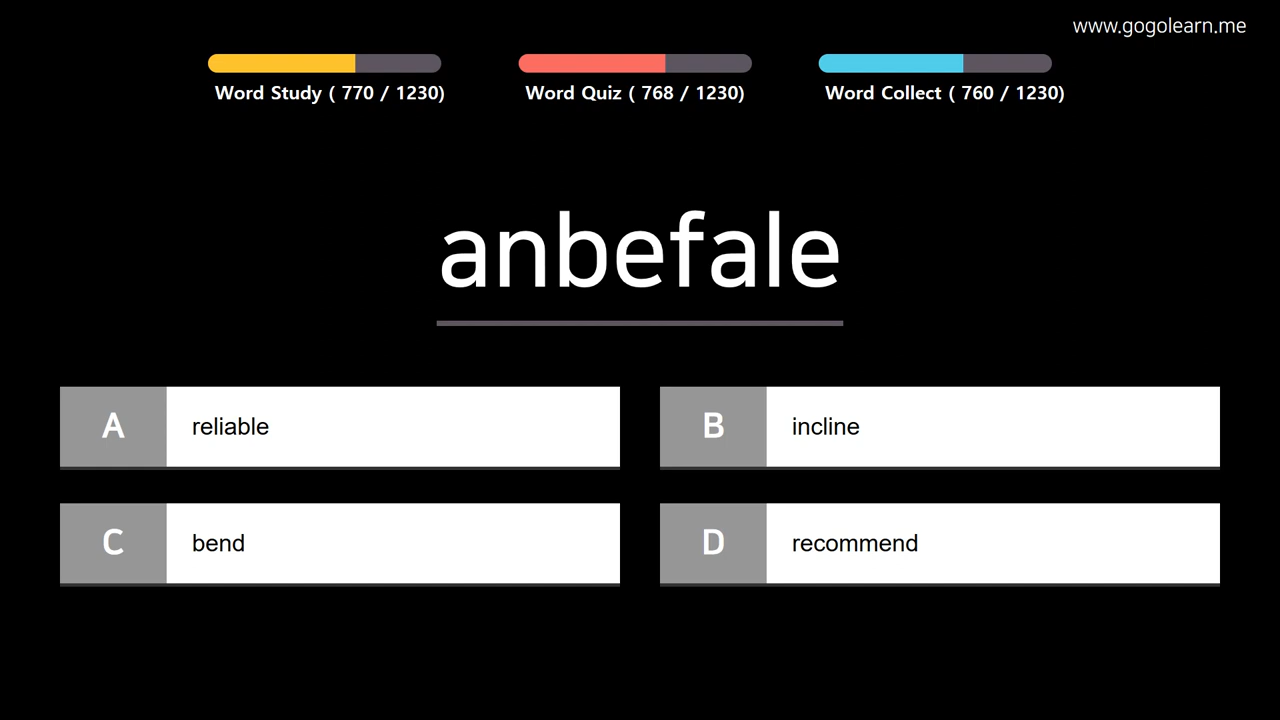 www.gogolearn.me
Word Study ( 770 / 1230)
Word Quiz ( 768 / 1230)
Word Collect ( 760 / 1230)
anbefale
A reliable
B incline
C bend
D recommend